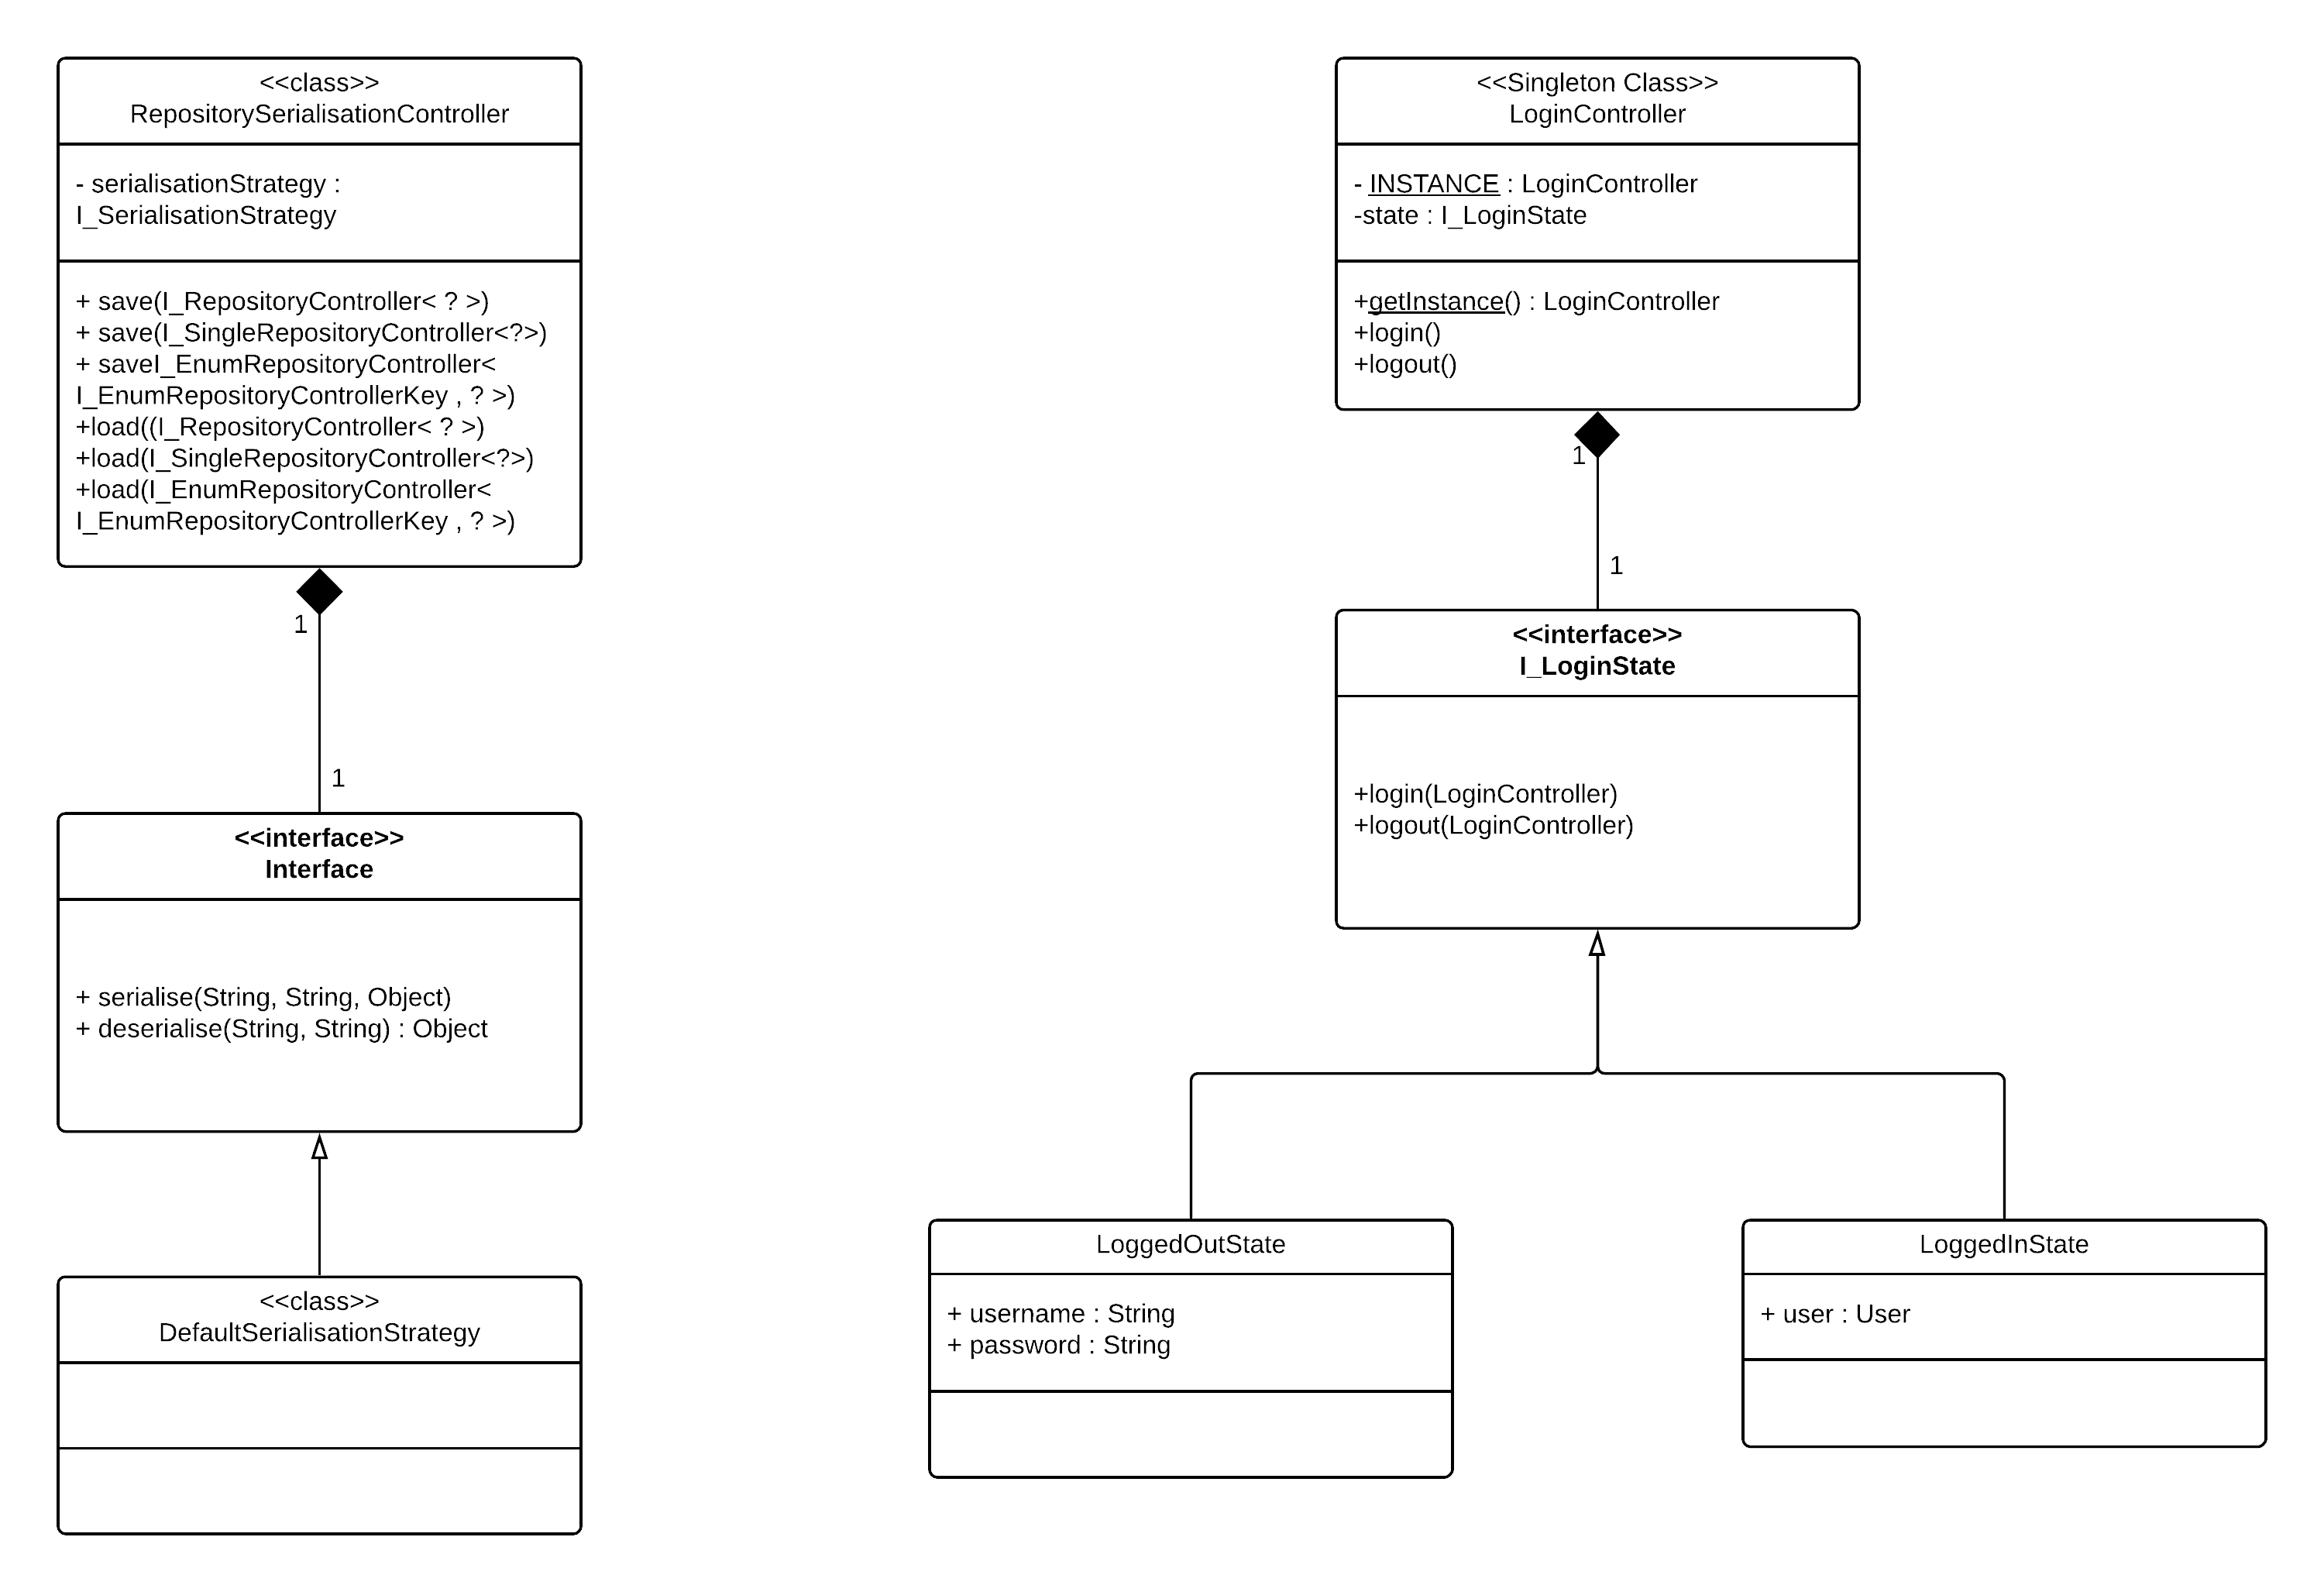 <<class>>
RepositorySerialisationController
- serialisationStrategy :
I_SerialisationStrategy
+ save(I_RepositoryController< ? >)
+ save(I_SingleRepositoryController<?>)
+ saveI_EnumRepositoryController<
I_EnumRepositoryControllerKey , ? >)
+load((I_RepositoryController< ? >)
+load(I_SingleRepositoryController<?>)
+load(I_EnumRepositoryController<
I_EnumRepositoryControllerKey , ? >)
1
1
<<interface>>
Interface
+ serialise(String, String, Object)
+ deserialise(String, String) : Object
<<class>>
DefaultSerialisationStrategy
<<Singleton Class>>
LoginController
- INSTANCE : LoginController
-state : I_LoginState
+getInstance() : LoginController
+login()
+logout()
1
1
<<interface>>
I_LoginState
+login(LoginController)
+logout(LoginController)
LoggedOutState
+ username : String
+ password : String
LoggedInState
+ user : User